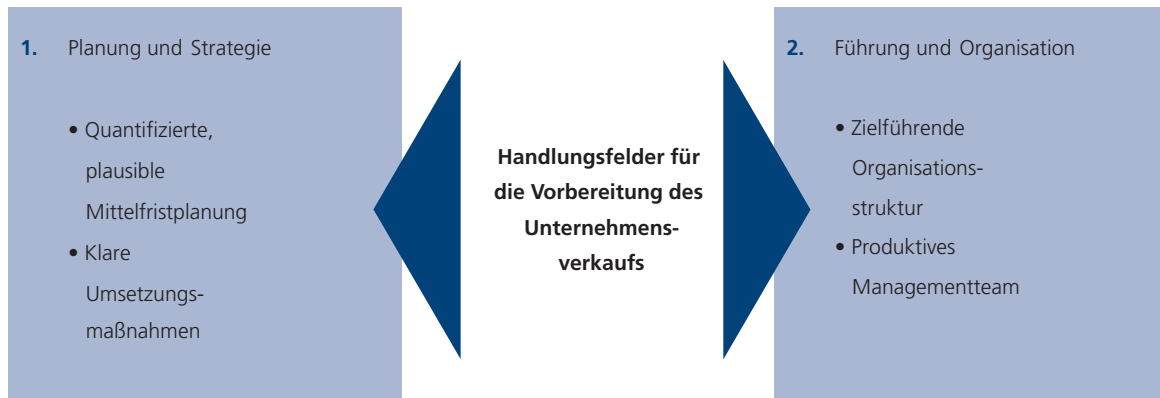 1. Planung und Strategie
• Quantifizierte,
plausible
Mittelfristplanung
• Klare
Umsetzungs-
maßnahmen
Handlungsfelder für
die Vorbereitung des
Unternehmens-
verkaufs
2. Führung und Organisation
• Zielführende
Organisations-
struktur
• Produktives
Managementteam